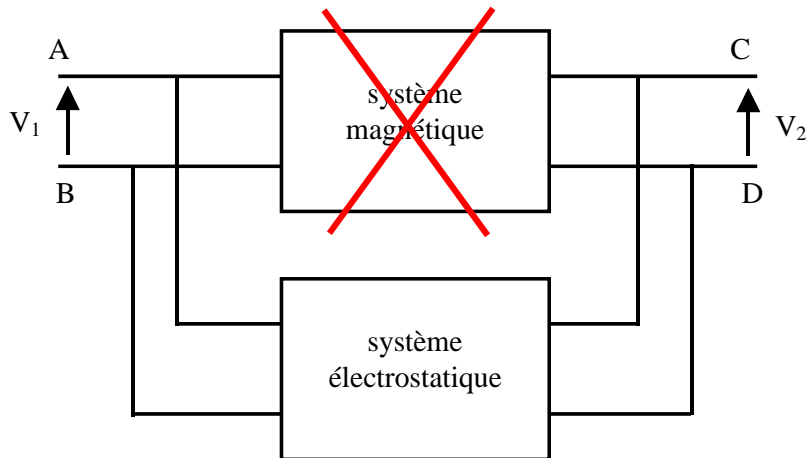 A
C
système
magnétique
V₁
V₂
B
D
système
électrostatique